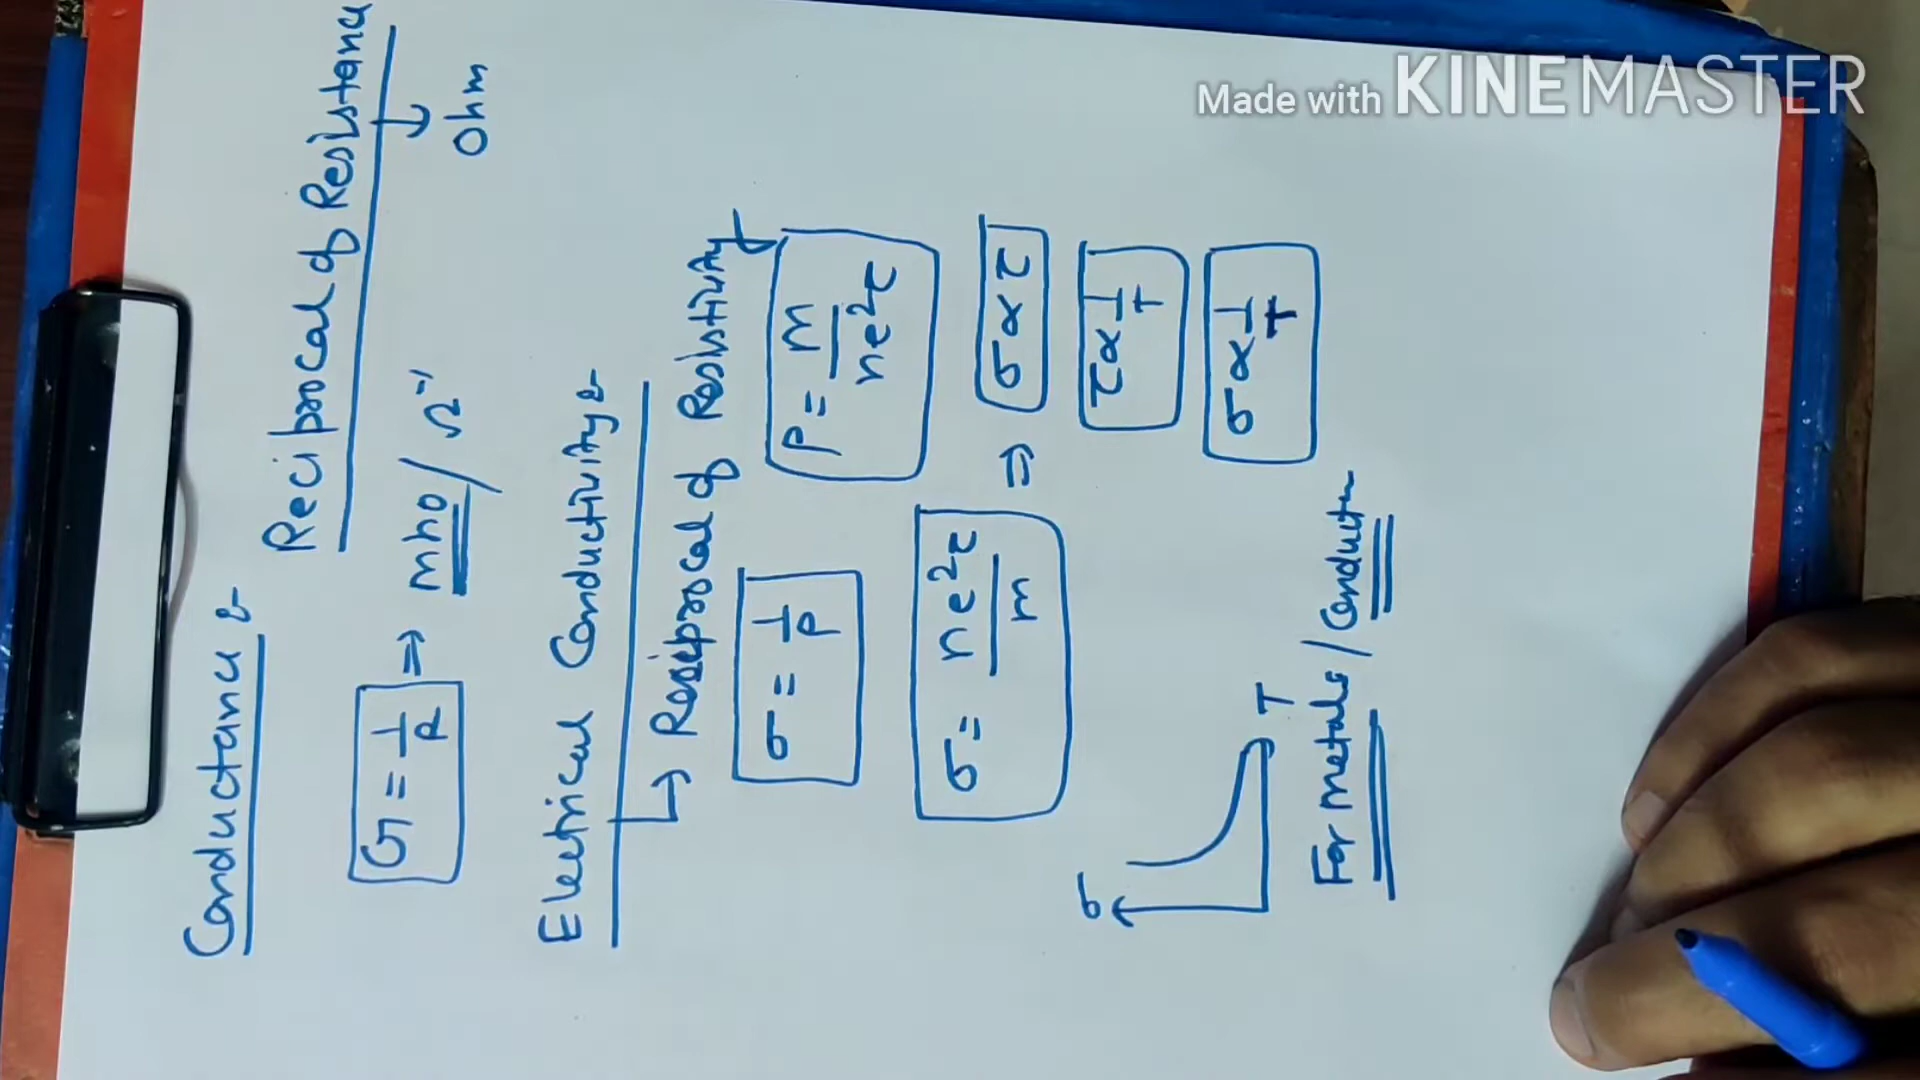 Made with KINEMASTER
Conductance :-
Reciprocal of Resistance
↓
Ohm
G = 1/R ⇒ mho / Ω⁻¹
Electrical Conductivity :-
↳ Reciprocal of Resistivity
σ = 1/ρ
ρ = m/ne²τ
σ = ne²τ/m ⇒ σ ∝ τ
τ ∝ 1/T
σ ∝ 1/T
σ
T
For metals / Conductor